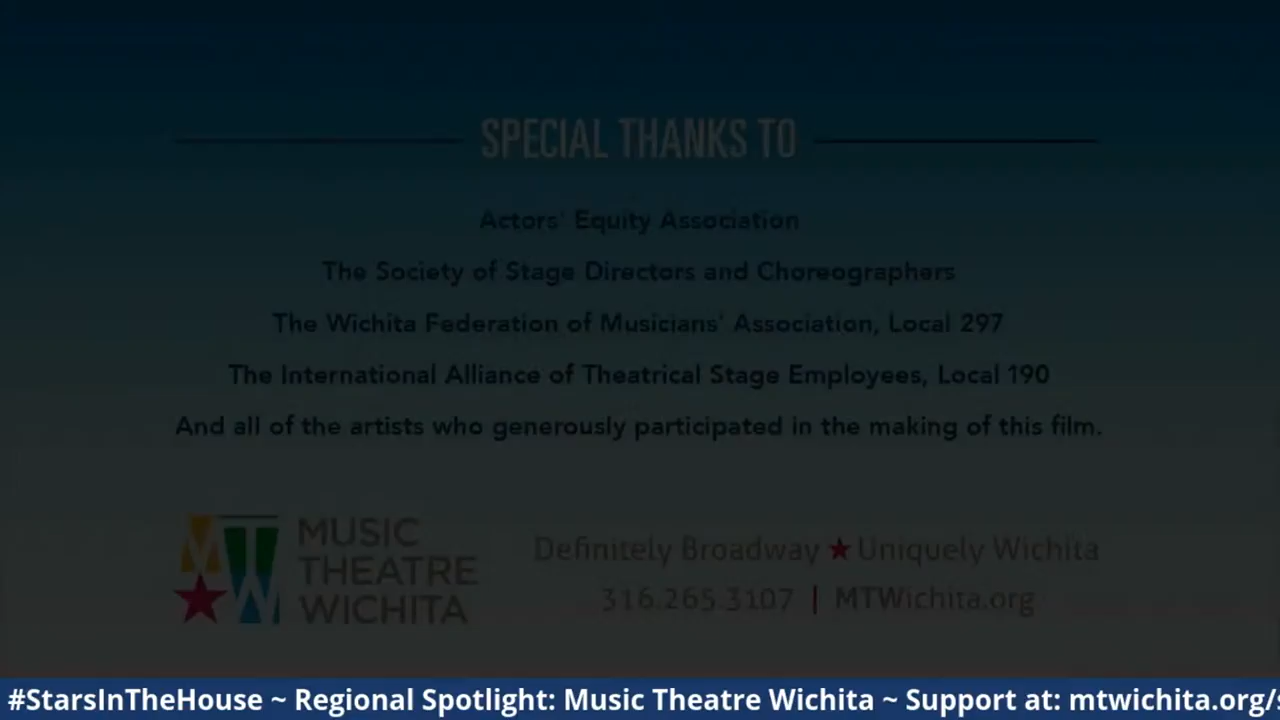 SPECIAL THANKS TO
Actors' Equity Association
The Society of Stage Directors and Choreographers
The Wichita Federation of Musicians' Association, Local 297
The International Alliance of Theatrical Stage Employees, Local 190
And all of the artists who generously participated in the making of this film.
MTW
MUSIC
THEATRE
WICHITA
Definitely Broadway ★ Uniquely Wichita
316.265.3107 | MTWichita.org
#StarsInTheHouse ~ Regional Spotlight: Music Theatre Wichita ~ Support at: mtwichita.org/s